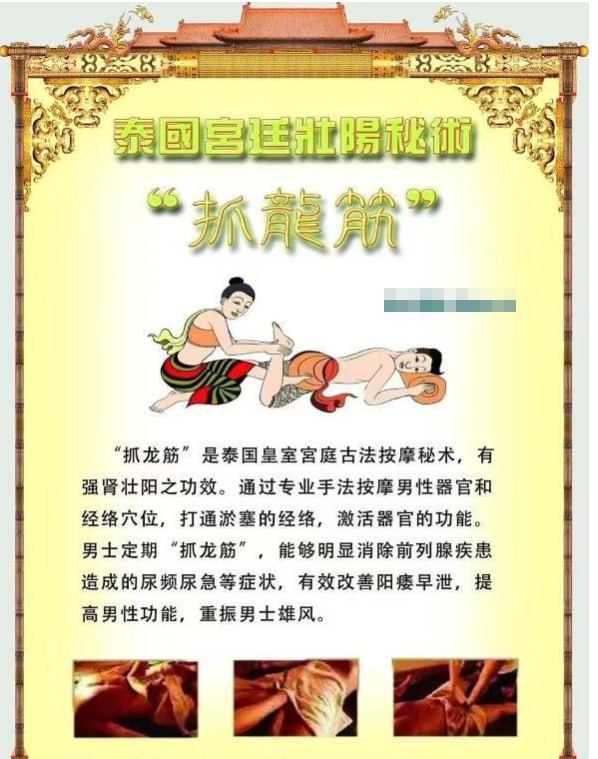 泰國宮廷壯陽秘術
“抓龍筋”
“抓龙筋”是泰国皇室宫庭古法按摩秘术，有
强肾壮阳之功效。通过专业手法按摩男性器官和
经络穴位，打通淤塞的经络，激活器官的功能。
男士定期“抓龙筋”，能够明显消除前列腺疾患
造成的尿频尿急等症状，有效改善阳痿早泄，提
高男性功能，重振男士雄风。